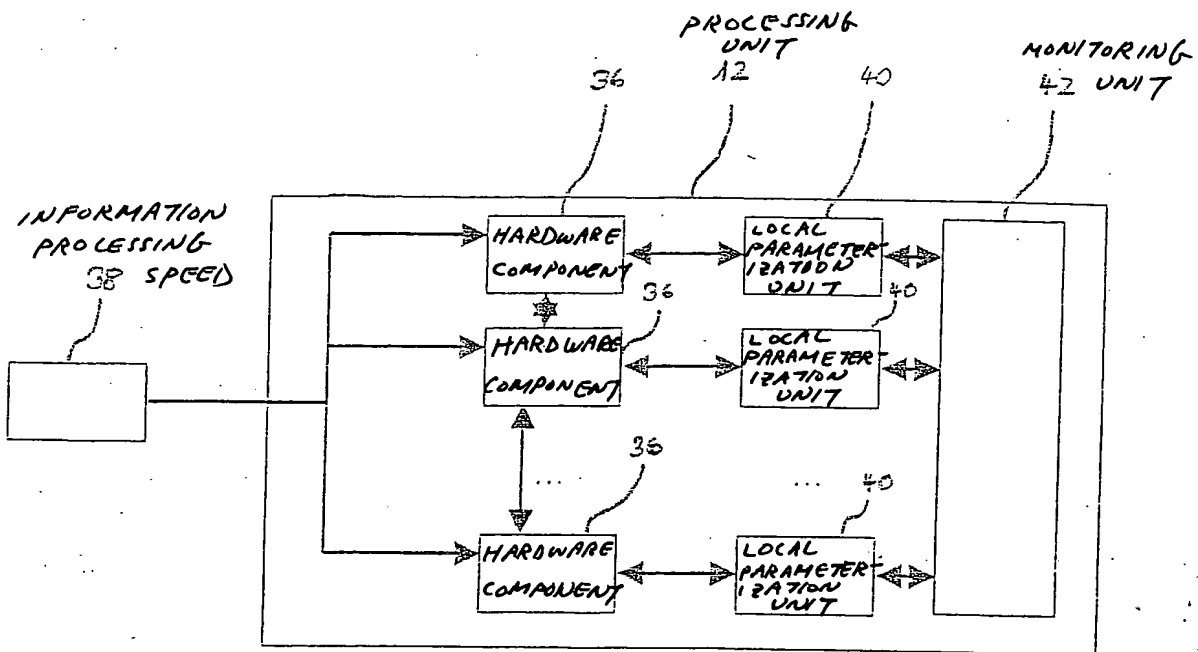 PROCESSING
UNIT
12
MONITORING
42 UNIT
36
40
INFORMATION
PROCESSING
38 SPEED
HARDWARE
COMPONENT
LOCAL
PARAMETER-
IZATION
UNIT
36
40
HARDWARE
COMPONENT
LOCAL
PARAMETER-
IZATION
UNIT
36
...
...
40
HARDWARE
COMPONENT
LOCAL
PARAMETER-
IZATION
UNIT